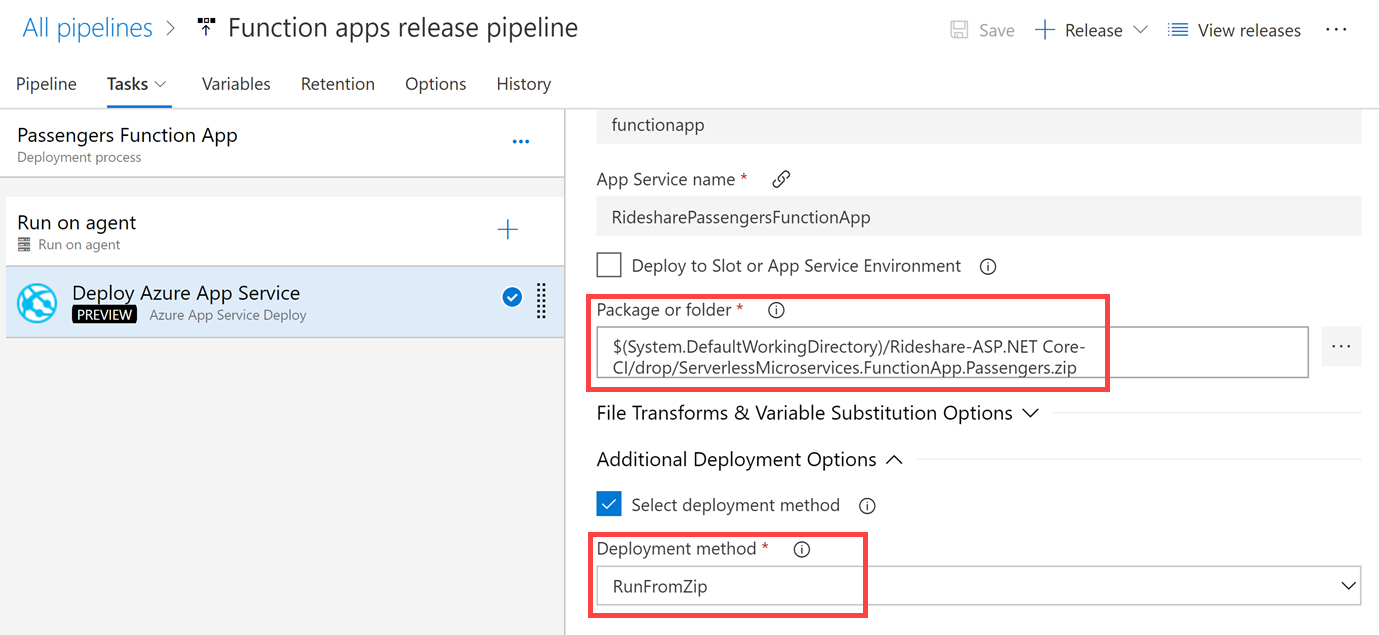 All pipelines > Function apps release pipeline
Save + Release View releases ...
Pipeline Tasks Variables Retention Options History
Passengers Function App
...
Deployment process
Run on agent
Run on agent
Deploy Azure App Service
PREVIEW Azure App Service Deploy
functionapp
App Service name *
RidesharePassengersFunctionApp
Deploy to Slot or App Service Environment
Package or folder *
$(System.DefaultWorkingDirectory)/Rideshare-ASP.NET Core-
CI/drop/ServerlessMicroservices.FunctionApp.Passengers.zip
...
File Transforms & Variable Substitution Options
Additional Deployment Options
Select deployment method
Deployment method *
RunFromZip